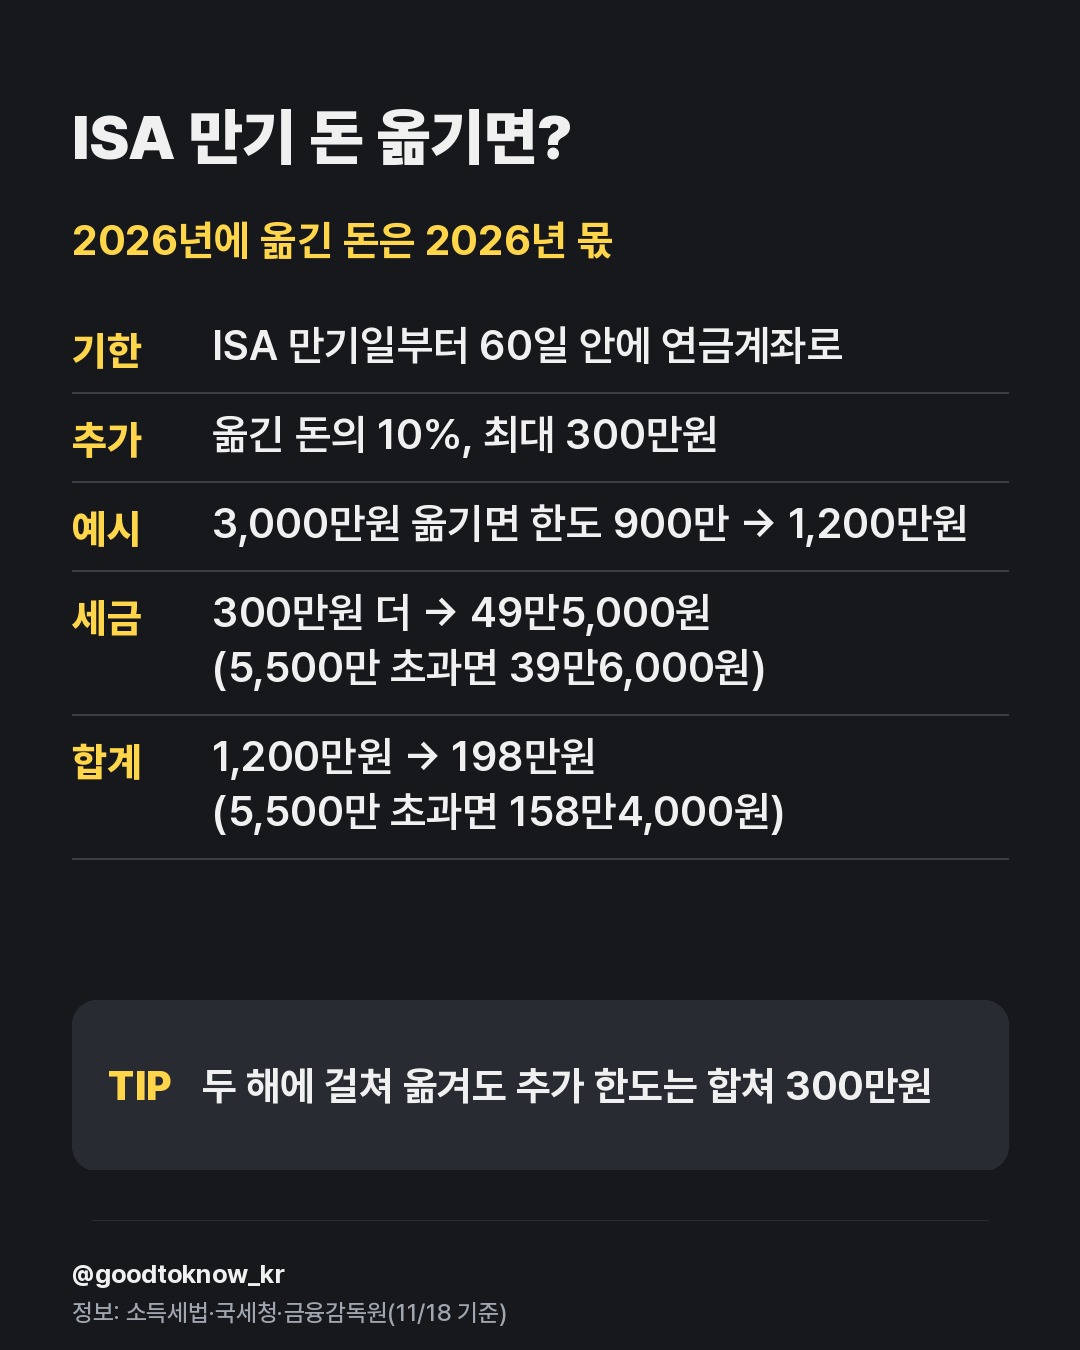 ISA 만기 돈 옮기면?
2026년에 옮긴 돈은 2026년 몫
기한 ISA 만기일부터 60일 안에 연금계좌로
추가 옮긴 돈의 10%, 최대 300만원
예시 3,000만원 옮기면 한도 900만 → 1,200만원
세금 300만원 더 → 49만5,000원
(5,500만 초과면 39만6,000원)
합계 1,200만원 → 198만원
(5,500만 초과면 158만4,000원)
TIP 두 해에 걸쳐 옮겨도 추가 한도는 합쳐 300만원
@goodtoknow_kr
정보: 소득세법·국세청·금융감독원(11/18 기준)